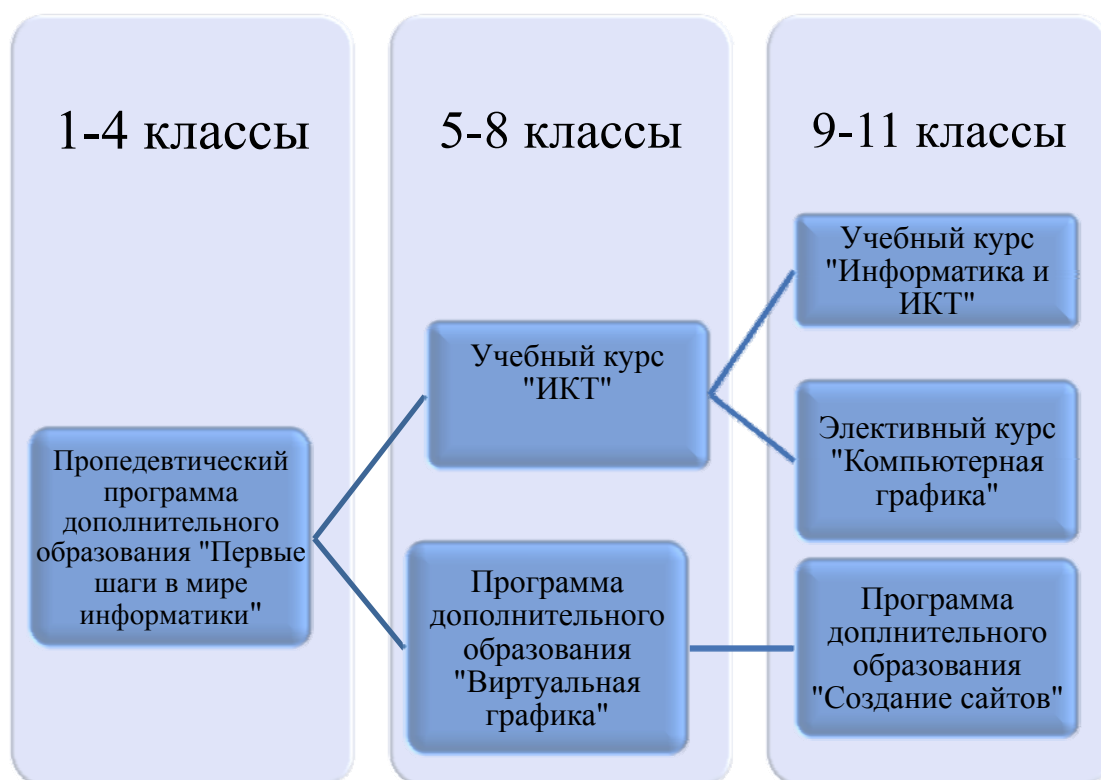 1-4 классы
Пропедевтический
программа
дополнительного
образования "Первые
шаги в мире
информатики"
5-8 классы
Учебный курс
"ИКТ"
Программа
дополнительного
образования
"Виртуальная
графика"
9-11 классы
Учебный курс
"Информатика и
ИКТ"
Элективный курс
"Компьютерная
графика"
Программа
доплнительного
образования
"Создание сайтов"